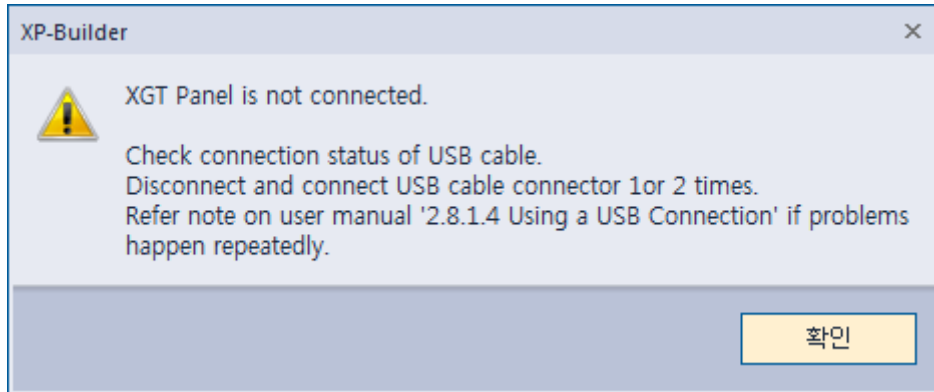 XP-Builder
XGT Panel is not connected.
Check connection status of USB cable.
Disconnect and connect USB cable connector 1or 2 times.
Refer note on user manual '2.8.1.4 Using a USB Connection' if problems
happen repeatedly.
확인